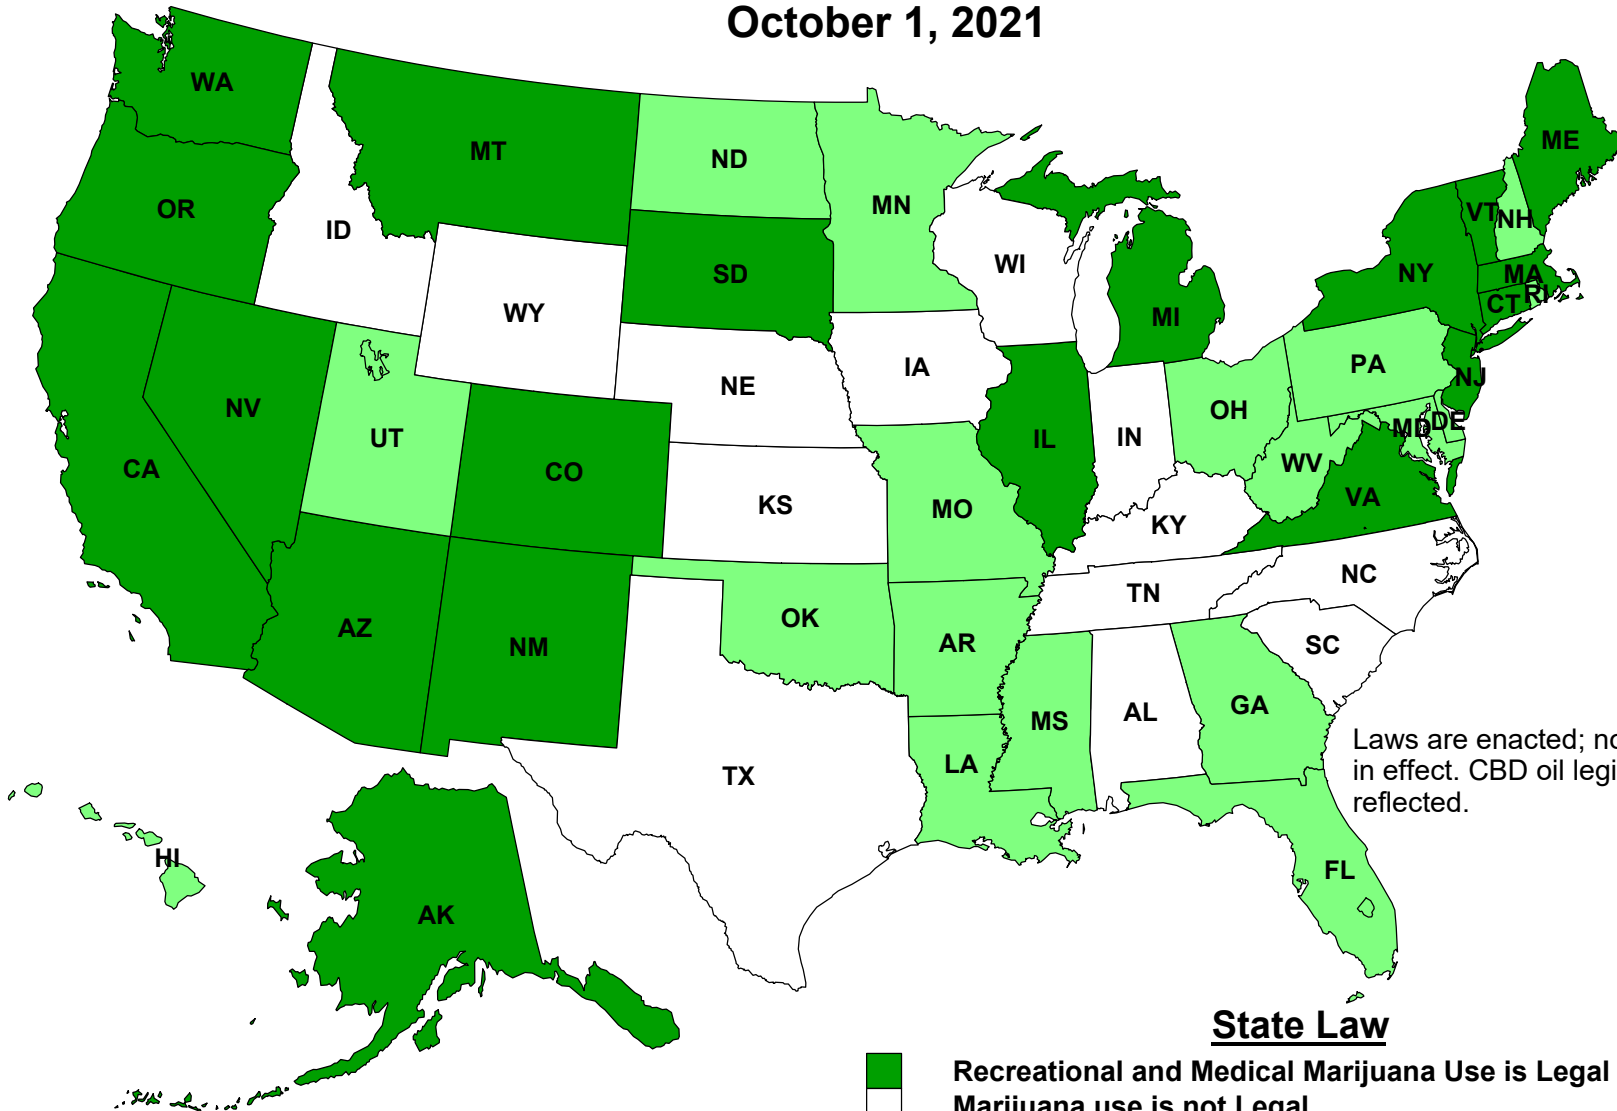 October 1, 2021
WA
MT
ND
MN
ME
OR
ID
SD
WI
VT
NH
WY
MI
NY
MA
CT
RI
NE
IA
PA
NJ
NV
UT
CO
IL
IN
OH
MD
DE
CA
KS
MO
WV
VA
KY
AZ
NM
OK
AR
TN
NC
SC
TX
MS
AL
GA
LA
Laws are enacted;
in effect. CBD oil
reflected.
HI
AK
FL
State Law
Recreational and Medical Marijuana Use is Legal
Marijuana use is not Legal